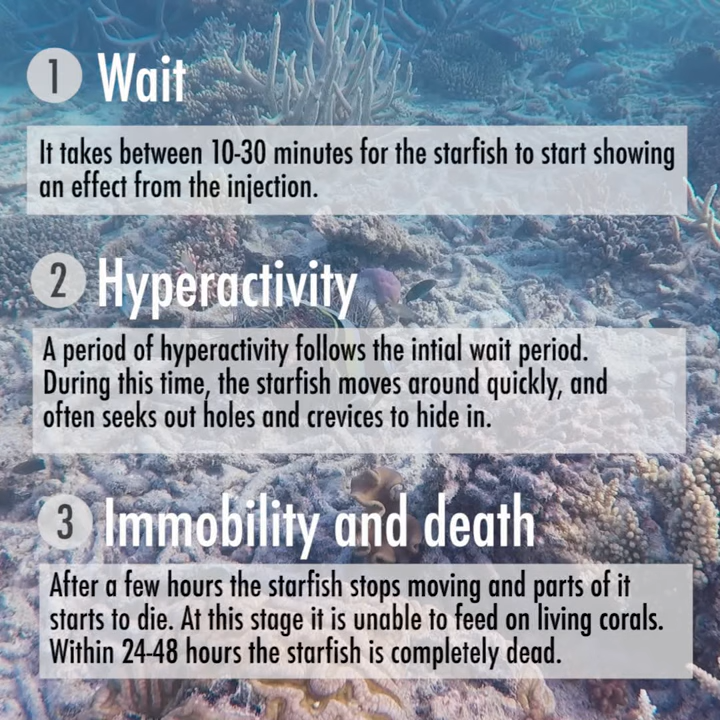 1 Wait
It takes between 10-30 minutes for the starfish to start showing
an effect from the injection.
2 Hyperactivity
A period of hyperactivity follows the intial wait period.
During this time, the starfish moves around quickly, and
often seeks out holes and crevices to hide in.
3 Immobility and death
After a few hours the starfish stops moving and parts of it
starts to die. At this stage it is unable to feed on living corals.
Within 24-48 hours the starfish is completely dead.